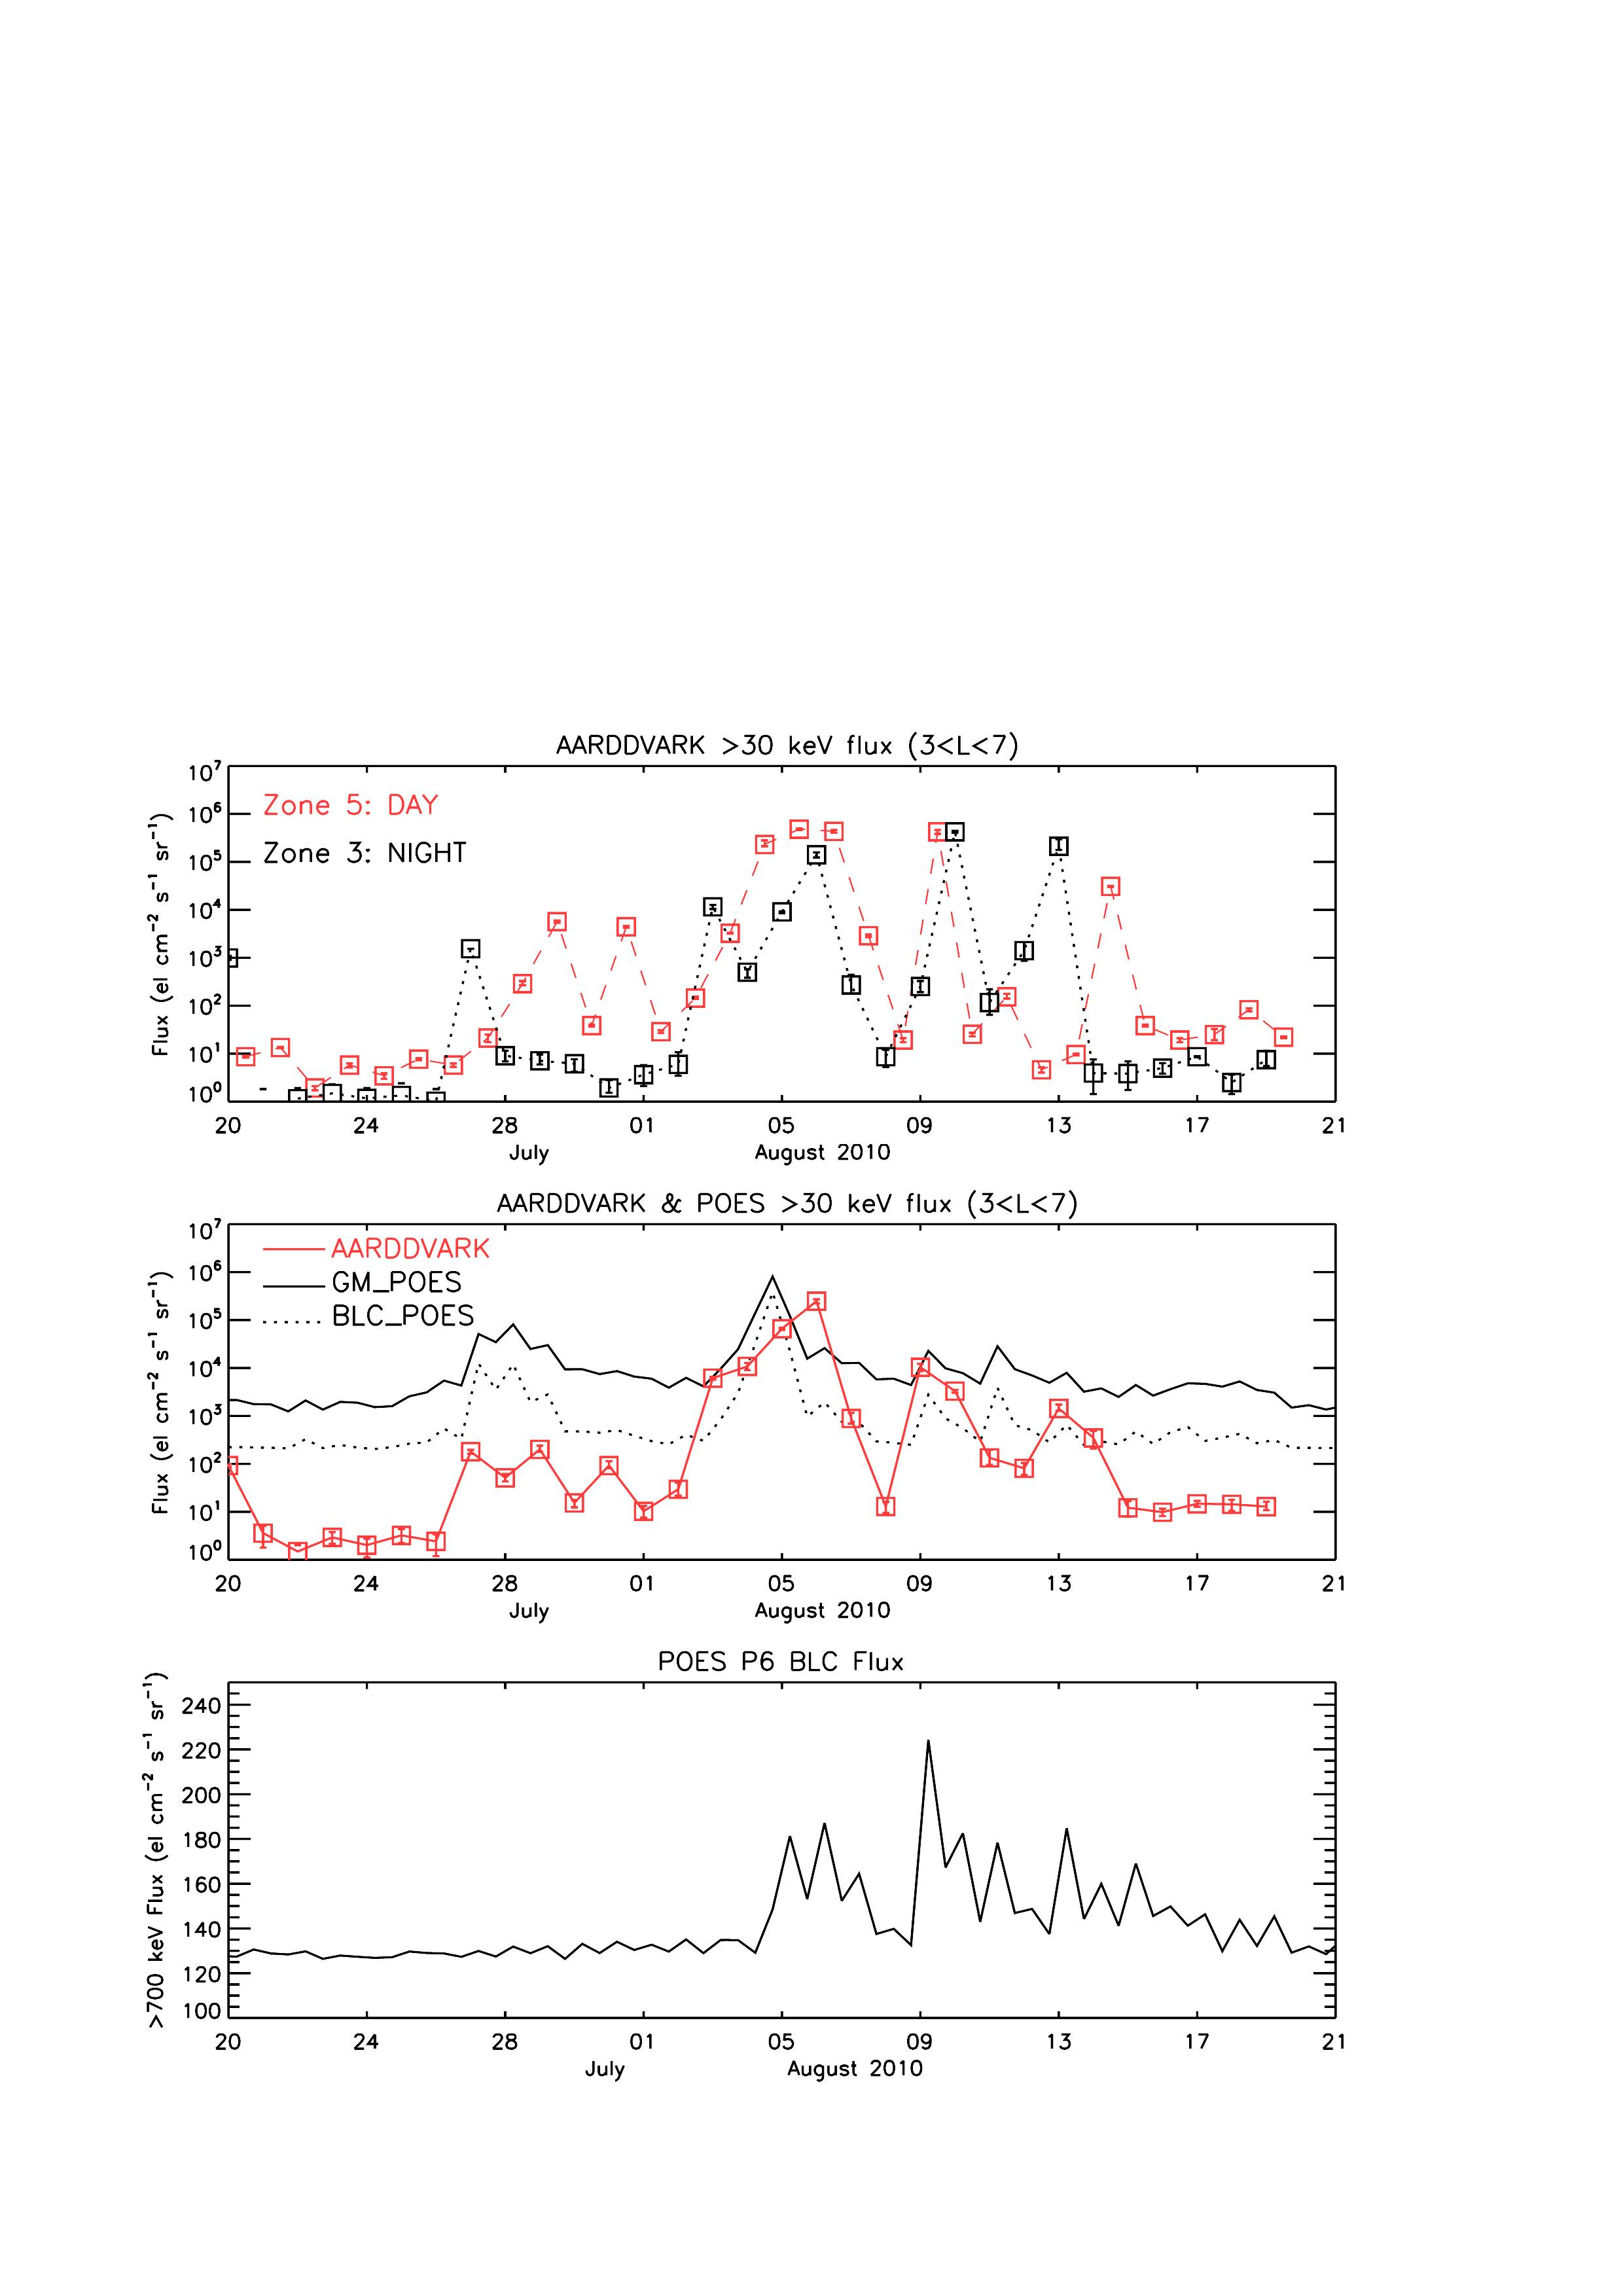 AARDDVARK >30 keV flux (3<L<7)
Flux (el cm⁻² s⁻¹ sr⁻¹)
10⁷
10⁶
10⁵
10⁴
10³
10²
10¹
10⁰
Zone 5: DAY
Zone 3: NIGHT
20 24 28 01 05 09 13 17 21
July August 2010
AARDDVARK & POES >30 keV flux (3<L<7)
Flux (el cm⁻² s⁻¹ sr⁻¹)
10⁷
10⁶
10⁵
10⁴
10³
10²
10¹
10⁰
AARDDVARK
GM_POES
BLC_POES
20 24 28 01 05 09 13 17 21
July August 2010
POES P6 BLC Flux
>700 keV Flux (el cm⁻² s⁻¹ sr⁻¹)
240
220
200
180
160
140
120
100
20 24 28 01 05 09 13 17 21
July August 2010